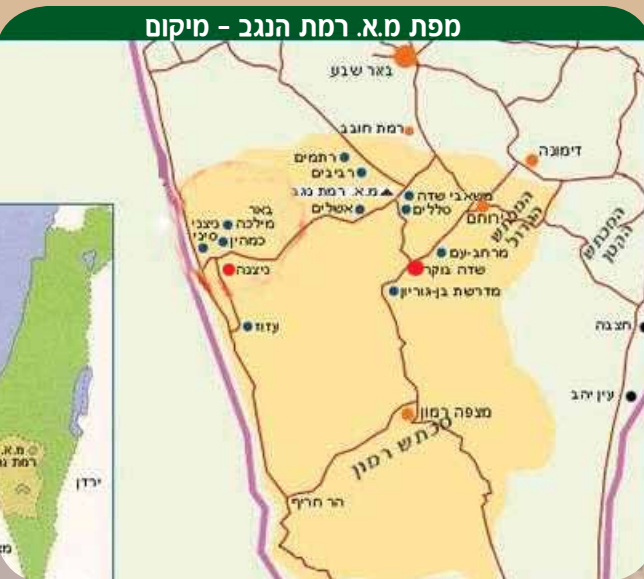 מפת מ.א. רמת הנגב – מיקום
באר שבע
רמת חובב
דימונה
רתמים
רביבים
מ.א. רמת נגב
אשלים
משאבי שדה
טללים
ירוחם
המכתש הגדול
המכתש הקטן
באר
מילכה
ניצני
סיני
כמהין
ניצנה
מרחב-עם
שדה בוקר
מדרשת בן-גוריון
עזוז
חצבה
עין יהב
מצפה רמון
מכתש רמון
הר חריף
מ.א.
רמת
ירדן